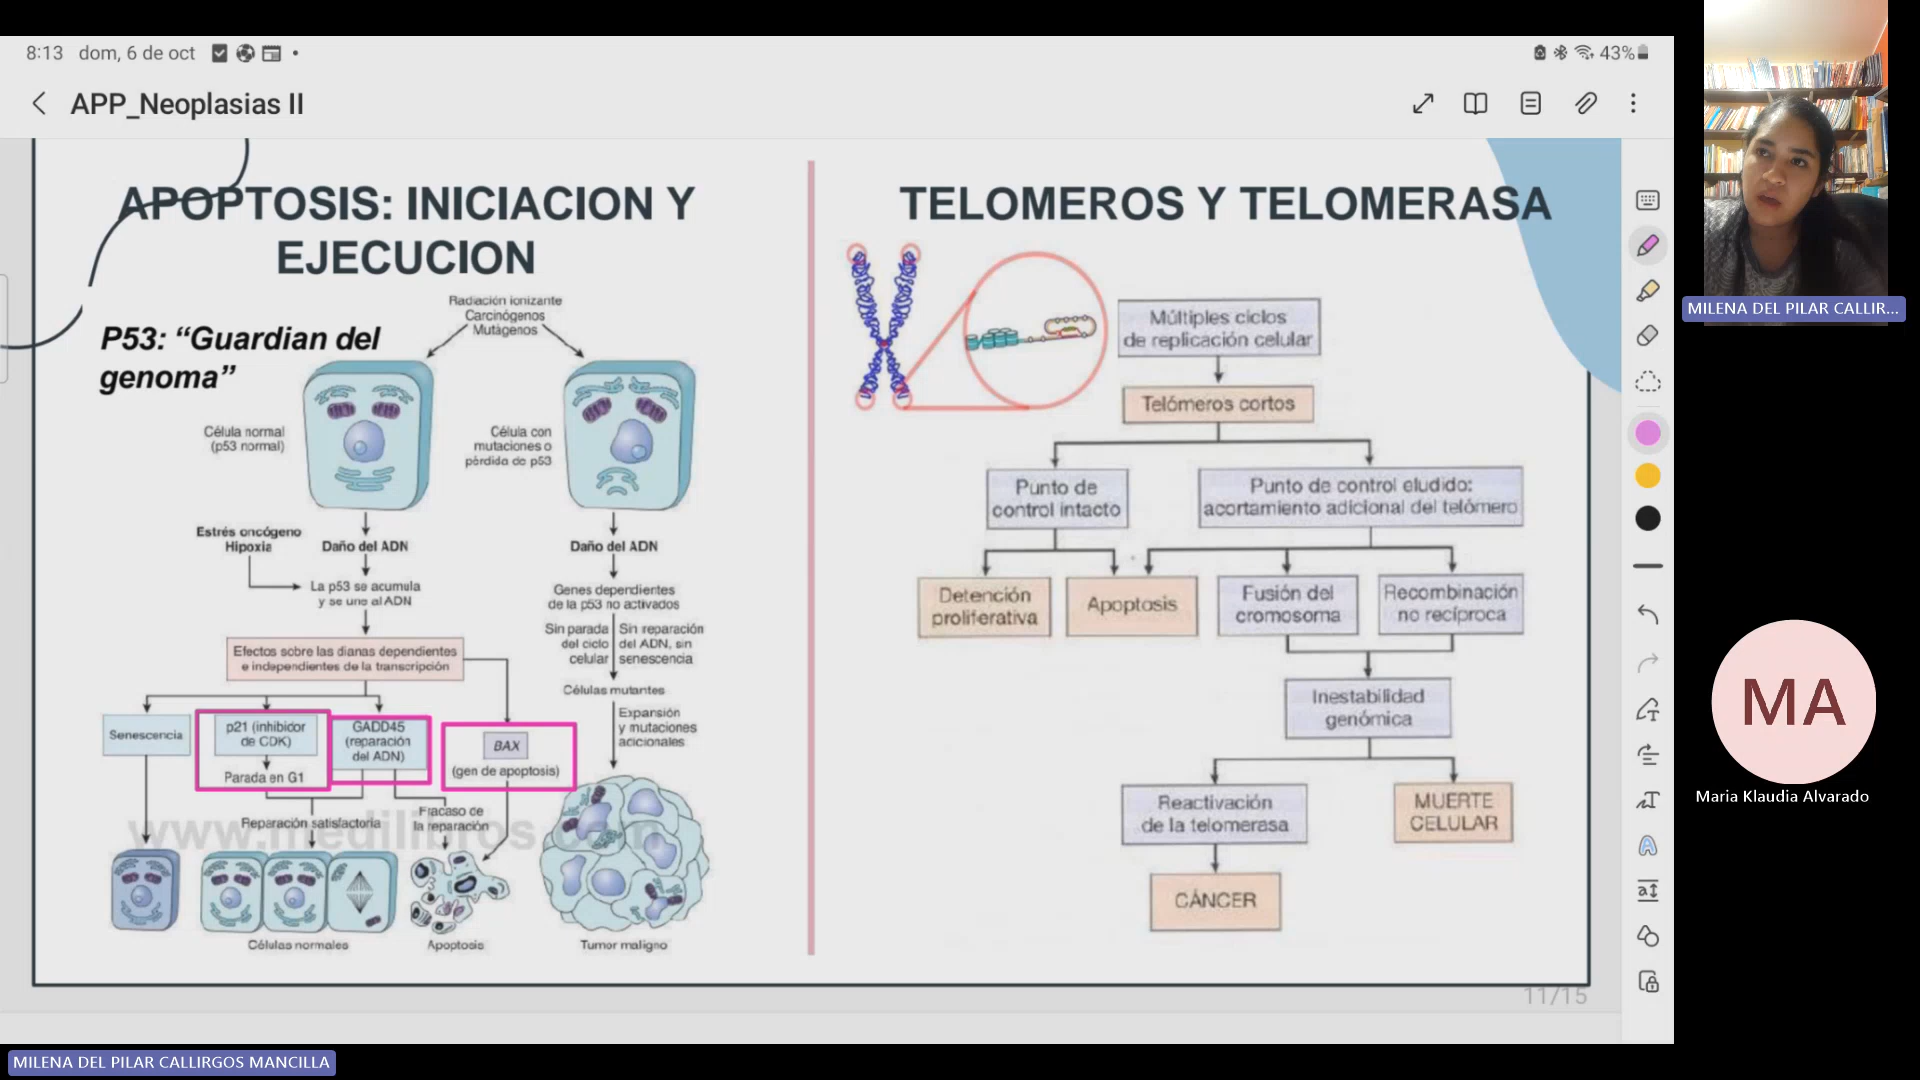 8:13 dom, 6 de oct
43%
APP_Neoplasias II
APOPTOSIS: INICIACION Y
EJECUCION
P53: “Guardian del
genoma”
Radiación ionizante
Carcinógenos
Mutágenos
Célula normal
(p53 normal)
Célula con
mutaciones o
pérdida de p53
Estrés oncógeno
Hipoxia
Daño del ADN
Daño del ADN
La p53 se acumula
y se une al ADN
Genes dependientes
de la p53 no activados
Sin parada
del ciclo
celular
Sin reparación
del ADN, sin
senescencia
Efectos sobre las dianas dependientes
e independientes de la transcripción
Células mutantes
Expansión
y mutaciones
adicionales
Senescencia
p21 (inhibidor
de CDK)
Parada en G1
GADD45
(reparación
del ADN)
BAX
(gen de apoptosis)
Reparación satisfactoria
Fracaso de
la reparación
www.medilibros.com
Células normales
Apoptosis
Tumor maligno
TELOMEROS Y TELOMERASA
Múltiples ciclos
de replicación celular
Telómeros cortos
Punto de
control intacto
Punto de control eludido:
acortamiento adicional del telómero
Detención
proliferativa
Apoptosis
Fusión del
cromosoma
Recombinación
no recíproca
Inestabilidad
genómica
Reactivación
de la telomerasa
MUERTE
CELULAR
CÁNCER
11/15
MILENA DEL PILAR CALLIR...
MA
Maria Klaudia Alvarado
MILENA DEL PILAR CALLIRGOS MANCILLA